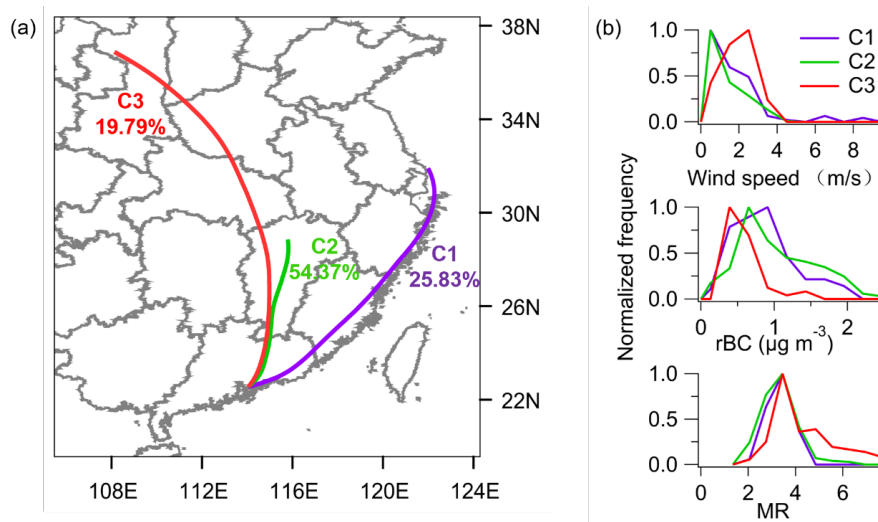 (a)
38N
34N
30N
26N
22N
108E 112E 116E 120E 124E
C3
19.79%
C2
54.37%
C1
25.83%
(b)
Normalized frequency
1.0
0.5
0.0
C1
C2
C3
0 2 4 6 8
Wind speed （m/s）
1.0
0.5
0.0
0 1 2
rBC (μg m⁻³)
1.0
0.5
0.0
0 2 4 6
MR